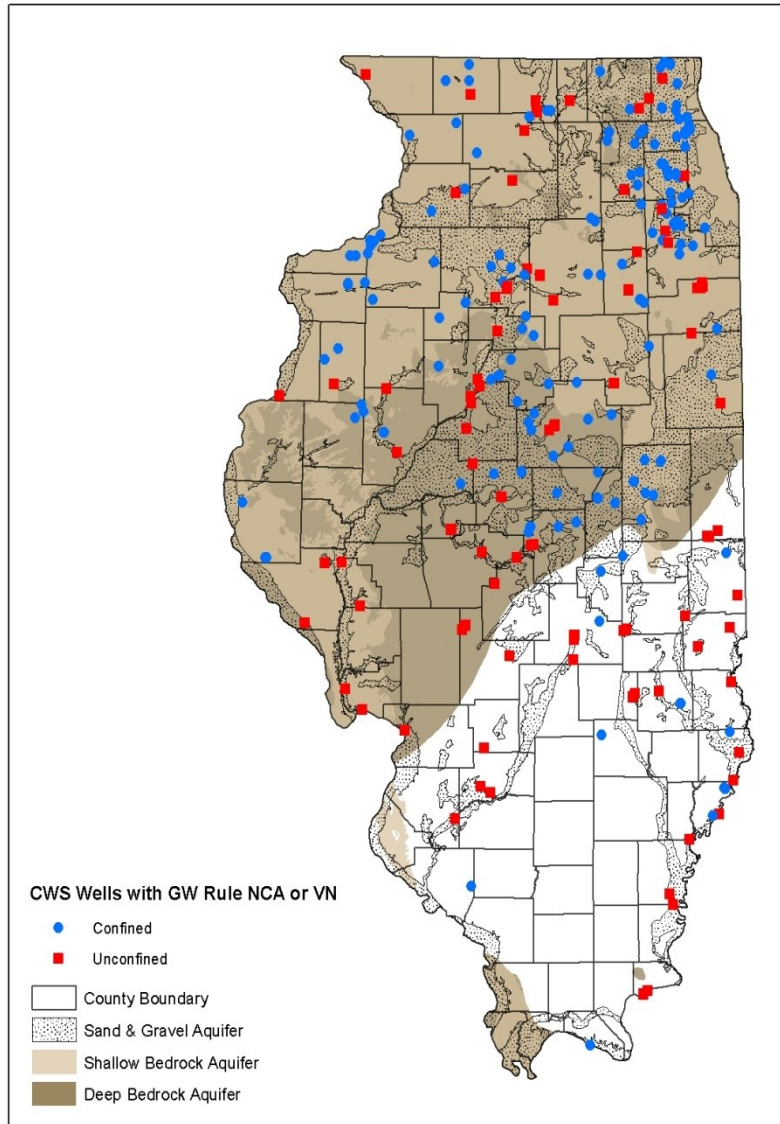 CWS Wells with GW Rule NCA or VN
Confined
Unconfined
County Boundary
Sand & Gravel Aquifer
Shallow Bedrock Aquifer
Deep Bedrock Aquifer